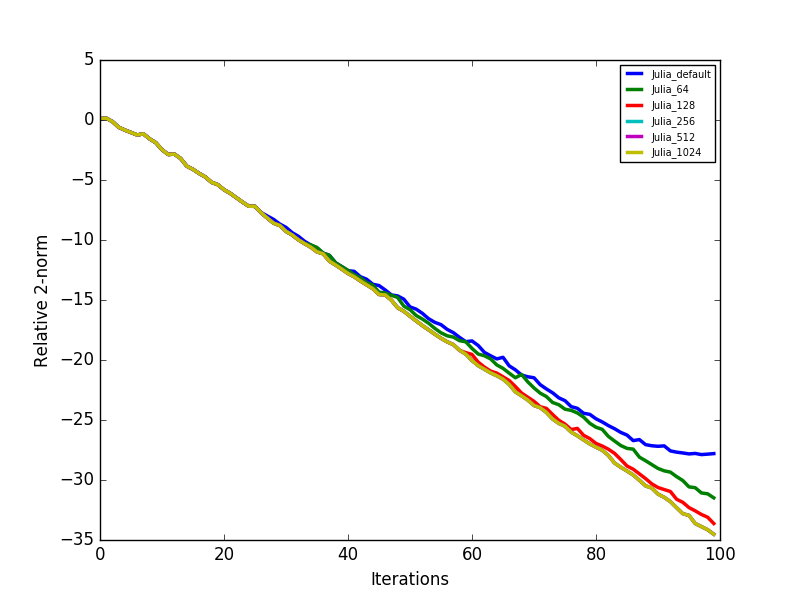 5
0
−5
−10
−15
−20
−25
−30
−35
Relative 2-norm
0 20 40 60 80 100
Iterations
Julia_default
Julia_64
Julia_128
Julia_256
Julia_512
Julia_1024